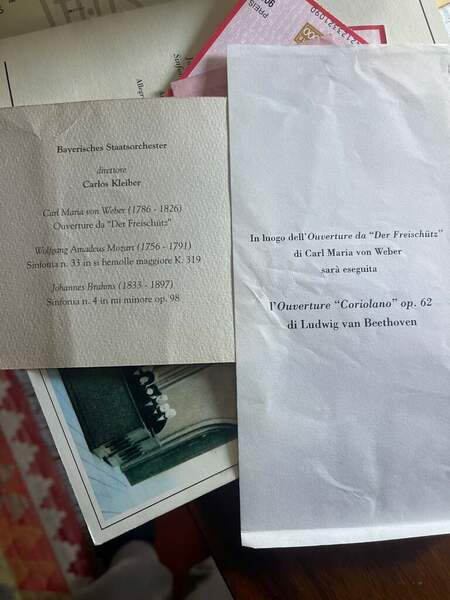 PREIS
Sinfo
Allegr
Bayerisches Staatsorchester
direttore
Carlos Kleiber
Carl Maria von Weber (1786 - 1826)
Ouverture da "Der Freischütz"
Wolfgang Amadeus Mozart (1756 - 1791)
Sinfonia n. 33 in si bemolle maggiore K. 319
Johannes Brahms (1833 - 1897)
Sinfonia n. 4 in mi minore op. 98
In luogo dell'Ouverture da "Der Freischütz"
di Carl Maria von Weber
sarà eseguita
l'Ouverture "Coriolano" op. 62
di Ludwig van Beethoven